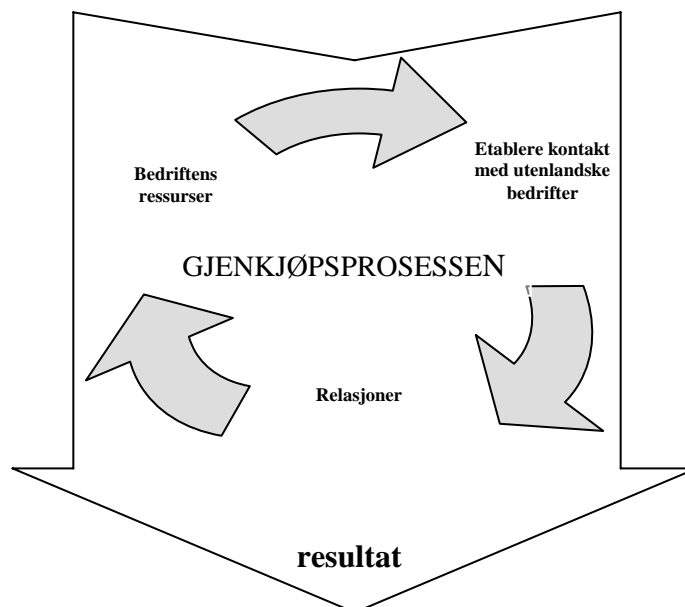 Bedriftens
ressurser
Etablere kontakt
med utenlandske
bedrifter
GJENKJØPSPROSESSEN
Relasjoner
resultat